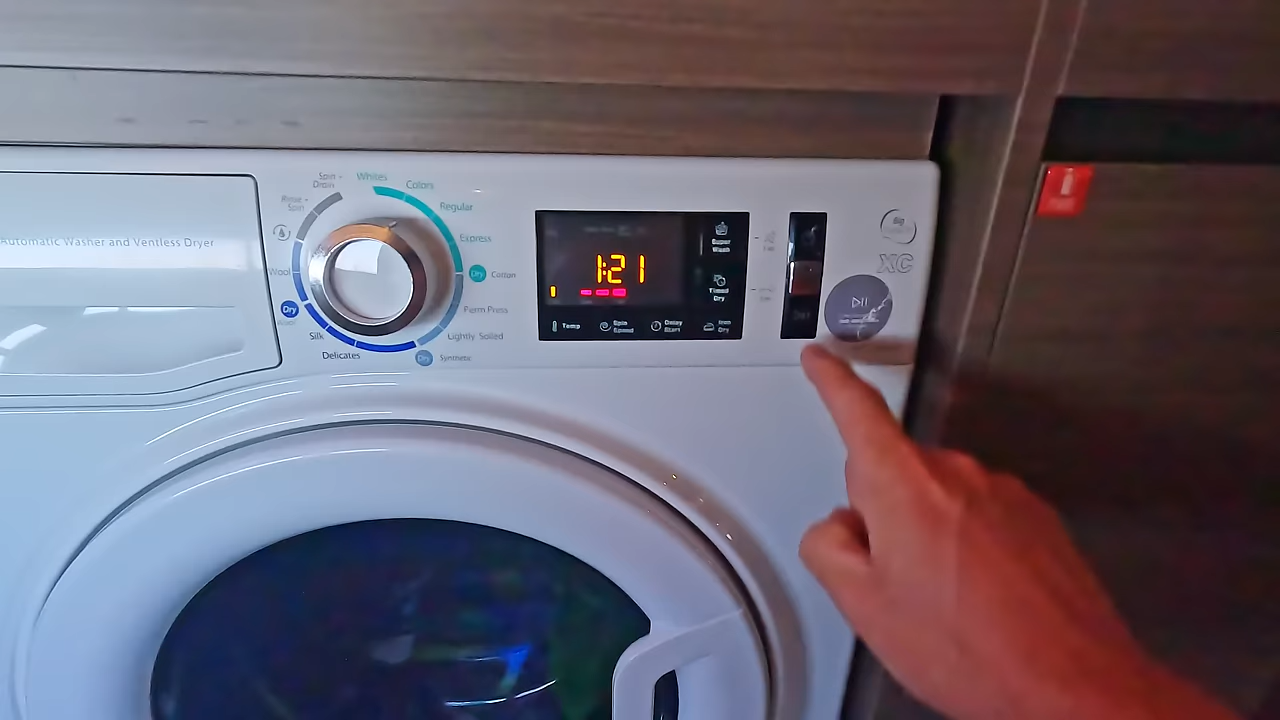 Automatic Washer and Ventless Dryer
Spin -
Drain
Rinse -
Spin
Wool
Dry
Silk
Delicates
Whites
Colors
Regular
Express
Dry Cotton
Perm Press
Lightly Soiled
Dry Synthetic
1:21
Super
Wash
Timed
Dry
Temp
Spin
Speed
Delay
Start
Iron
Dry
Big
XC